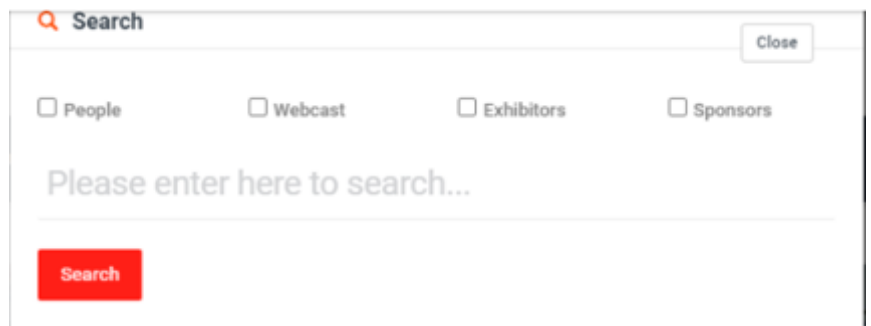 Search
Close
People Webcast Exhibitors Sponsors
Please enter here to search...
Search